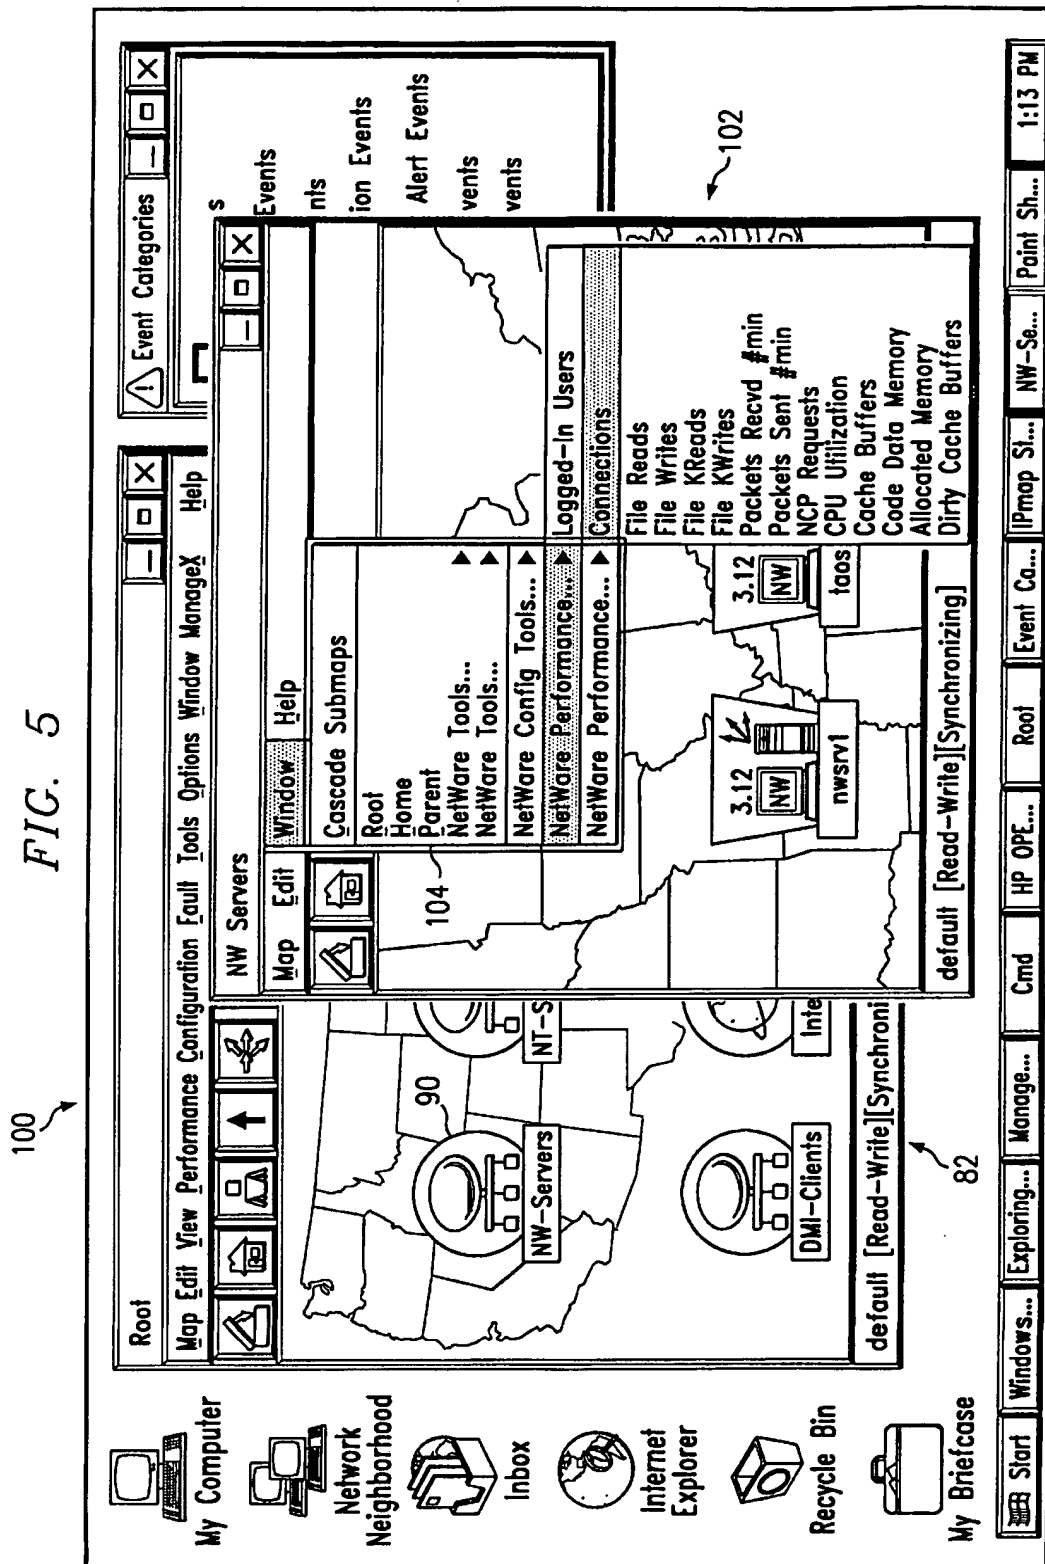 FIG. 5
100
Root
Map Edit View Performance Configuration Fault Tools Options Window ManageX Help
Event Categories
s
Events
nts
ion Events
Alert Events
vents
vents
My Computer
Network
Neighborhood
Inbox
Internet
Explorer
Recycle Bin
My Briefcase
NW-Servers
90
NT-S
DMI-Clients
Inte
default [Read-Write][Synchroni
82
NW Servers
Map Edit Window Help
Cascade Submaps
Root
Home
Parent
NetWare Tools...
NetWare Tools...
NetWare Config Tools...
NetWare Performance...
NetWare Performance...
104
Logged-In Users
Connections
File Reads
File Writes
File KReads
File KWrites
Packets Recvd #min
Packets Sent #min
NCP Requests
CPU Utilization
Cache Buffers
Code Data Memory
Allocated Memory
Dirty Cache Buffers
3.12
NW
nwsrv1
3.12
NW
taos
default [Read-Write][Synchronizing]
102
Start Windows... Exploring... Manage... Cmd HP OPE... Root Event Ca... IPmap St... NW-Se... Paint Sh... 1:13 PM